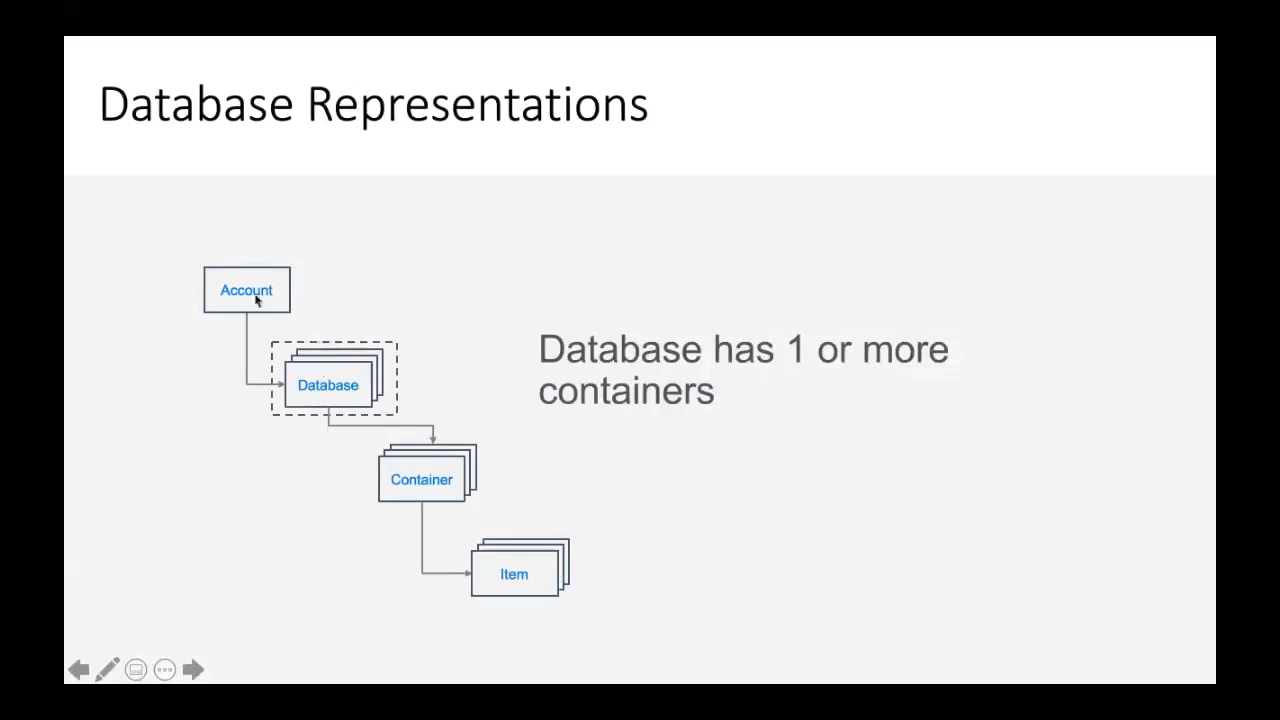 Database Representations
Account
Database
Database has 1 or more
containers
Container
Item